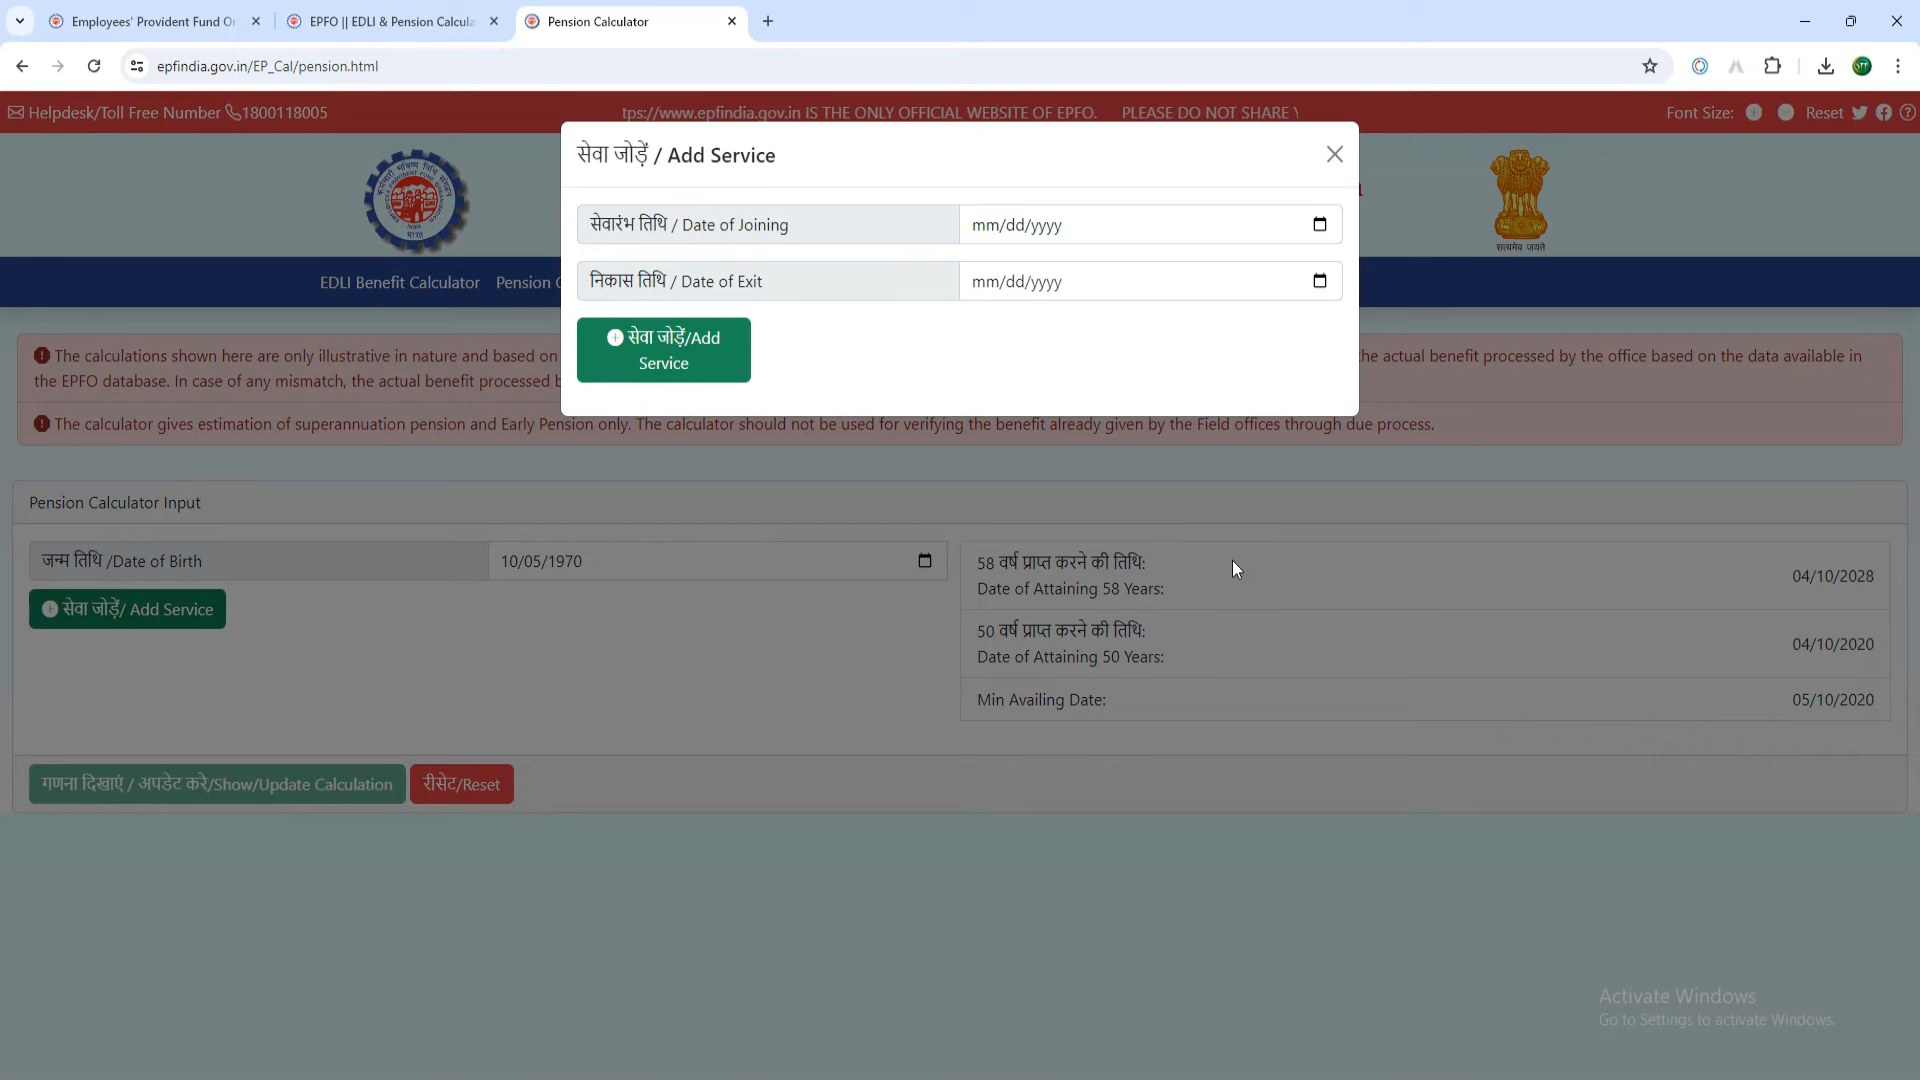 Employees' Provident Fund Or
EPFO || EDLI & Pension Calcula
Pension Calculator
epfindia.gov.in/EP_Cal/pension.html
Helpdesk/Toll Free Number 1800118005
tps://www.epfindia.gov.in IS THE ONLY OFFICIAL WEBSITE OF EPFO. PLEASE DO NOT SHARE Y
Font Size: Reset
सेवा जोड़ें / Add Service
सेवारंभ तिथि / Date of Joining mm/dd/yyyy
निकास तिथि / Date of Exit mm/dd/yyyy
सेवा जोड़ें/Add
Service
सत्यमेव जयते
EDLI Benefit Calculator Pension C
The calculations shown here are only illustrative in nature and based on he actual benefit processed by the office based on the data available in
the EPFO database. In case of any mismatch, the actual benefit processed b
The calculator gives estimation of superannuation pension and Early Pension only. The calculator should not be used for verifying the benefit already given by the Field offices through due process.
Pension Calculator Input
जन्म तिथि /Date of Birth 10/05/1970
सेवा जोड़ें/ Add Service
58 वर्ष प्राप्त करने की तिथि:
Date of Attaining 58 Years: 04/10/2028
50 वर्ष प्राप्त करने की तिथि:
Date of Attaining 50 Years: 04/10/2020
Min Availing Date: 05/10/2020
गणना दिखाएं / अपडेट करे/Show/Update Calculation रीसेट/Reset
Activate Windows
Go to Settings to activate Windows.